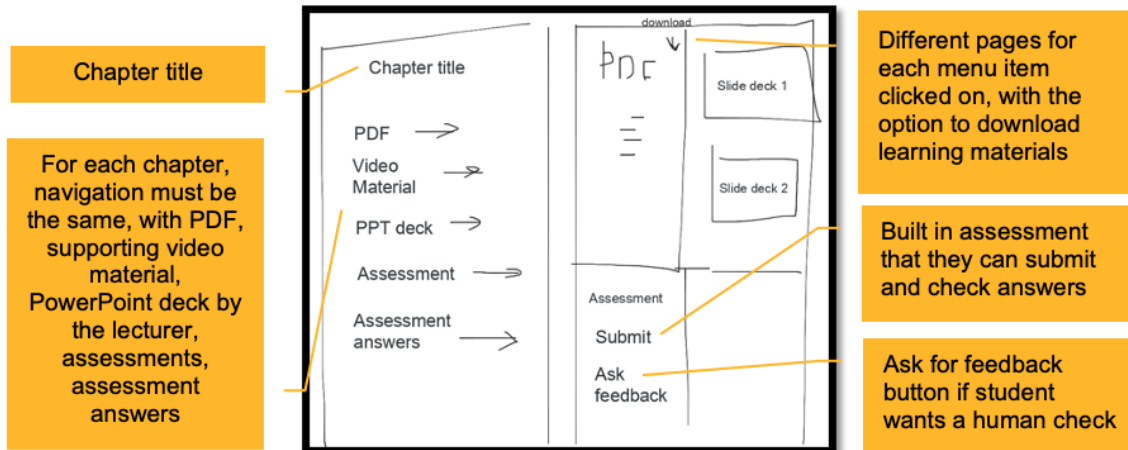 Chapter title
For each chapter,
navigation must be
the same, with PDF,
supporting video
material,
PowerPoint deck by
the lecturer,
assessments,
assessment
answers
Chapter title
PDF
Video
Material
PPT deck
Assessment
Assessment
answers
download
PDF
Slide deck 1
Slide deck 2
Assessment
Submit
Ask
feedback
Different pages for
each menu item
clicked on, with the
option to download
learning materials
Built in assessment
that they can submit
and check answers
Ask for feedback
button if student
wants a human check